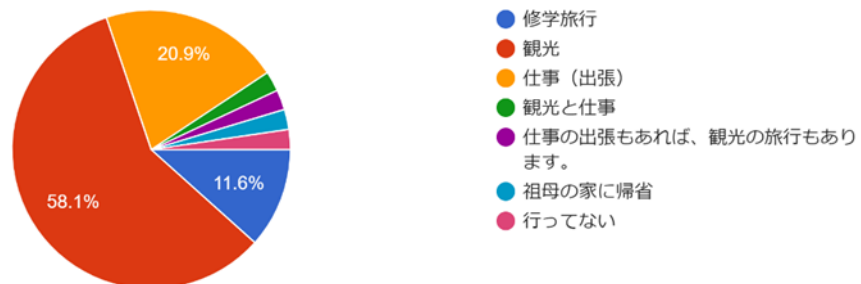 20.9%
11.6%
58.1%
修学旅行
観光
仕事（出張）
観光と仕事
仕事の出張もあれば、観光の旅行もあり
ます。
祖母の家に帰省
行ってない